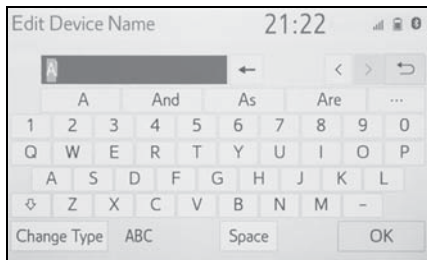 Edit Device Name 21:22
A
A And As Are ...
1 2 3 4 5 6 7 8 9 0
Q W E R T Y U I O P
A S D F G H J K L
Z X C V B N M -
Change Type ABC Space OK